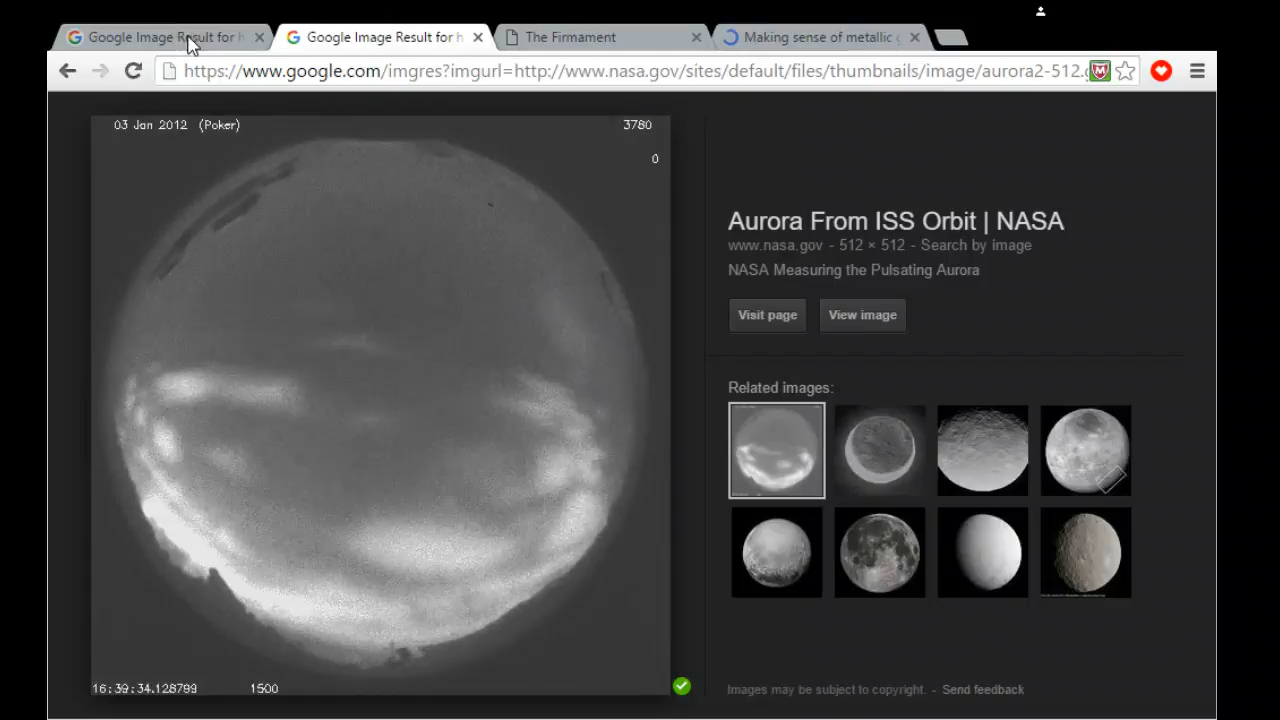 Google Image Result for h
Google Image Result for h
The Firmament
Making sense of metallic
https://www.google.com/imgres?imgurl=http://www.nasa.gov/sites/default/files/thumbnails/image/aurora2-512.
03 Jan 2012 (Poker)
3780
0
16:39:34.128799
1500
Aurora From ISS Orbit | NASA
www.nasa.gov - 512 × 512 - Search by image
NASA Measuring the Pulsating Aurora
Visit page
View image
Related images:
Images may be subject to copyright. - Send feedback